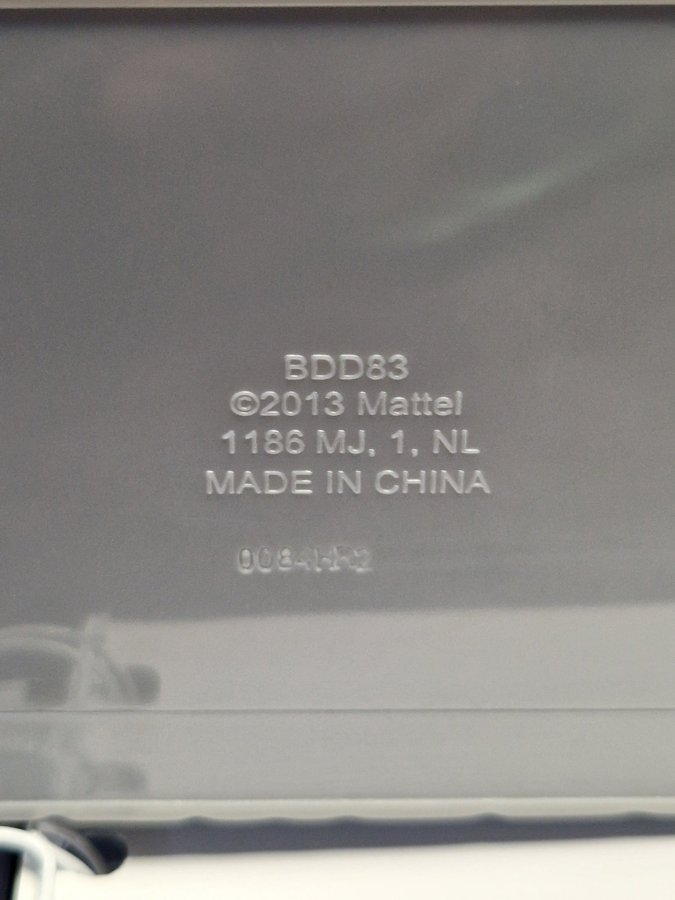 BDD83
©2013 Mattel
1186 MJ, 1, NL
MADE IN CHINA